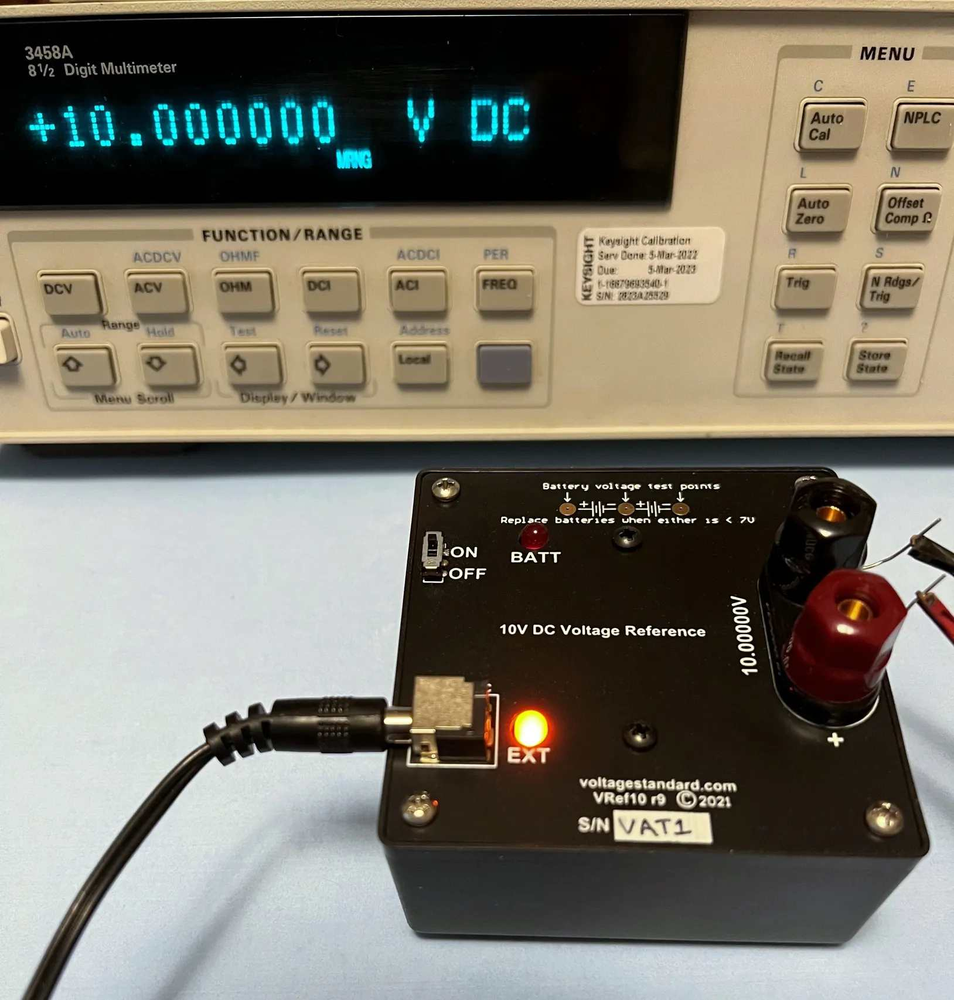 3458A
8½ Digit Multimeter
+10.000000 V DC
MRNG
MENU
C E
Auto Cal
NPLC
L N
Auto Zero
Offset Comp Ω
R S
Trig
N Rdgs/ Trig
T ?
Recall State
Store State
FUNCTION/RANGE
ACDCV OHMF ACDCI PER
DCV ACV OHM DCI ACI FREQ
Range
Auto Hold Test Reset Address
Local
Menu Scroll Display / Window
KEYSIGHT
Keysight Calibration
Serv Done: 5-Mar-2022
Due: 5-Mar-2023
Battery voltage test points
+ +
Replace batteries when either is < 7V
ON
OFF
BATT
10V DC Voltage Reference
10.00000V
EXT
+
voltagestandard.com
VRef10 r9 ©2021
S/N VAT1